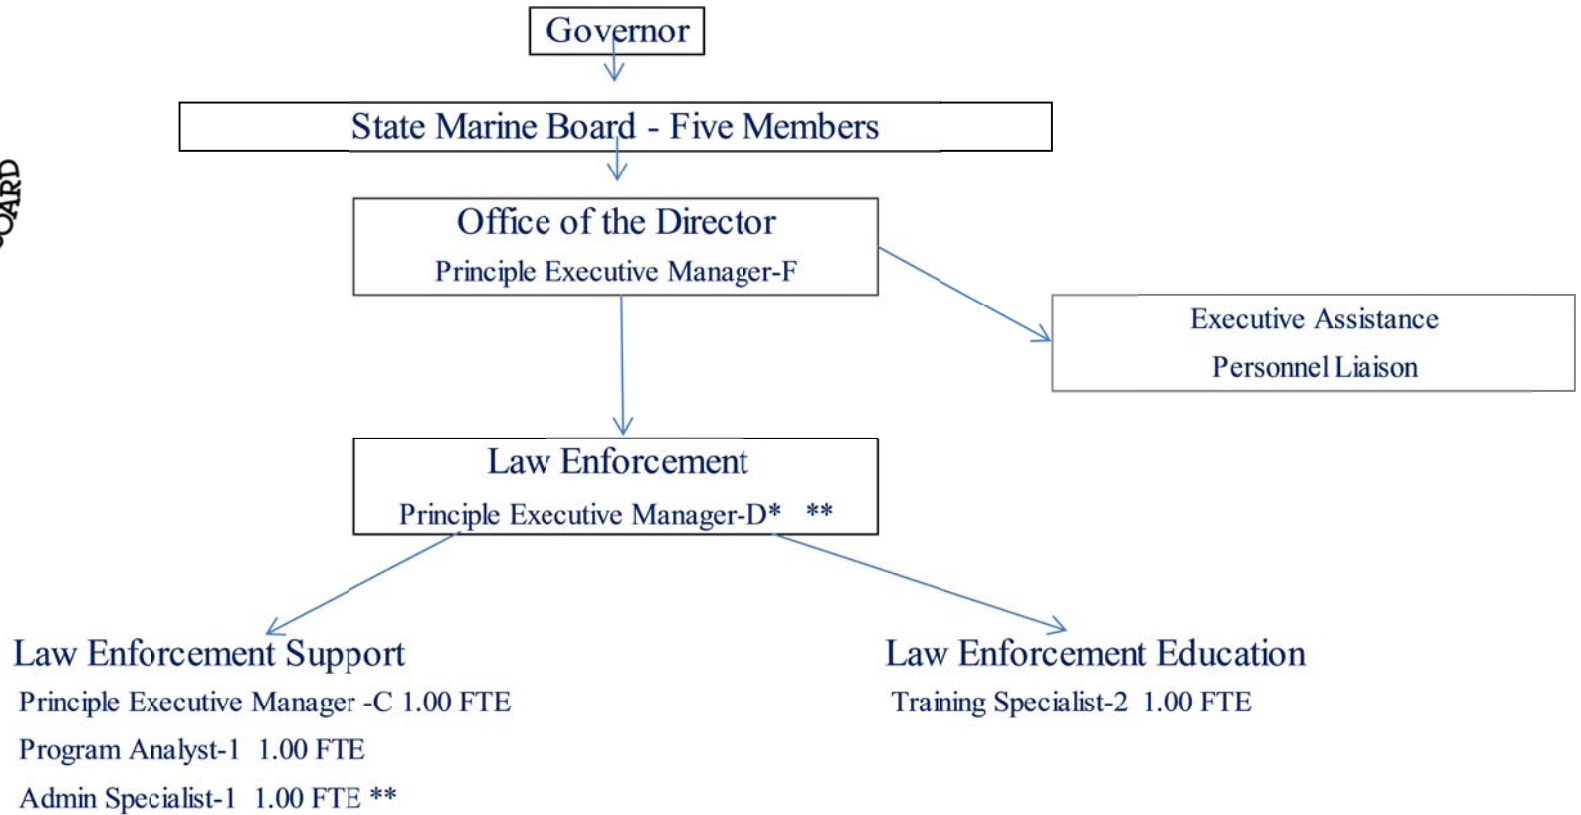 Governor
State Marine Board - Five Members
OARD
Office of the Director
Principle Executive Manager-F
Executive Assistance
Personnel Liaison
Law Enforcement
Principle Executive Manager-D* **
Law Enforcement Support
Principle Executive Manager -C 1.00 FTE
Program Analyst-1 1.00 FTE
Admin Specialist-1 1.00 FTE **
Law Enforcement Education
Training Specialist-2 1.00 FTE